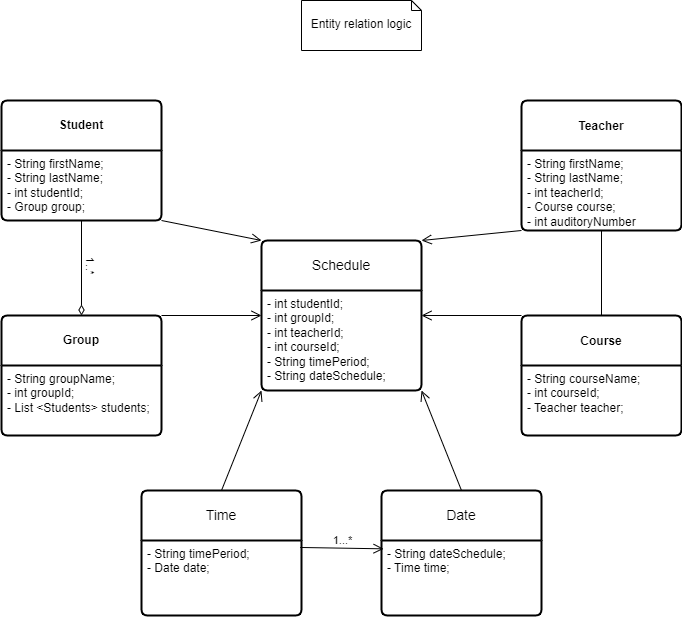 Entity relation logic
Student
- String firstName;
- String lastName;
- int studentId;
- Group group;
Teacher
- String firstName;
- String lastName;
- int teacherId;
- Course course;
- int auditoryNumber
1...*
Schedule
- int studentId;
- int groupId;
- int teacherId;
- int courseId;
- String timePeriod;
- String dateSchedule;
Group
- String groupName;
- int groupId;
- List <Students> students;
Course
- String courseName;
- int courseId;
- Teacher teacher;
Time
- String timePeriod;
- Date date;
1...*
Date
- String dateSchedule;
- Time time;